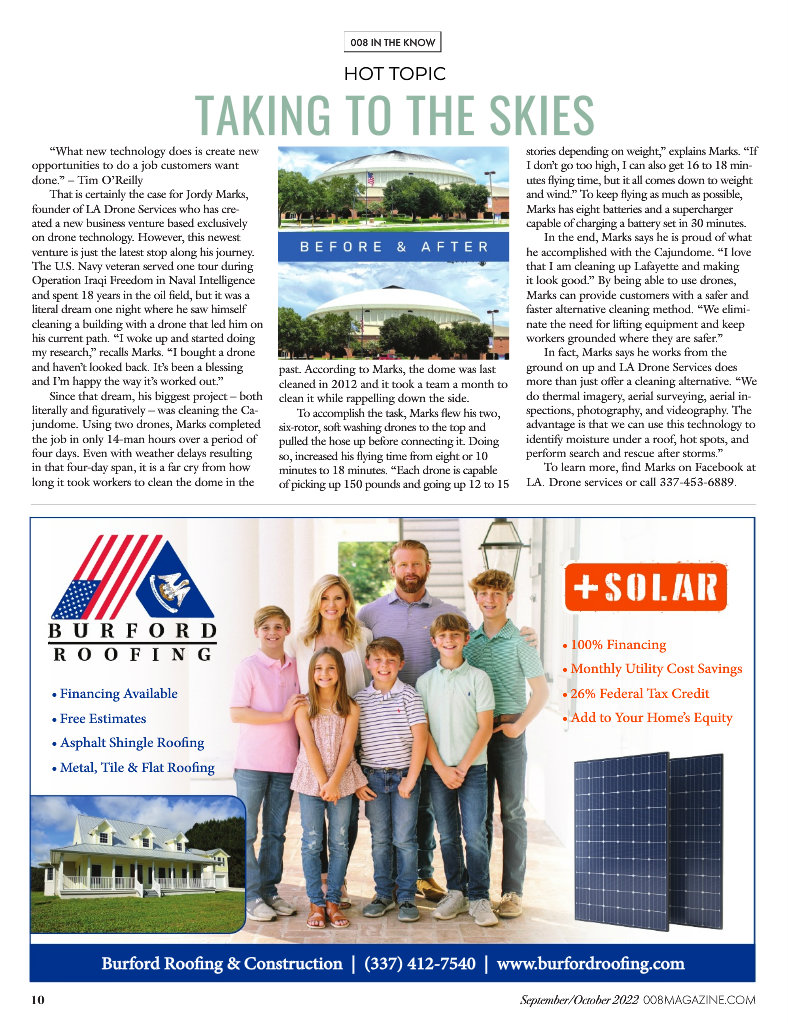 008 IN THE KNOW
HOT TOPIC
TAKING TO THE SKIES
“What new technology does is create new
opportunities to do a job customers want
done.” – Tim O’Reilly
That is certainly the case for Jordy Marks,
founder of LA Drone Services who has cre-
ated a new business venture based exclusively
on drone technology. However, this newest
venture is just the latest stop along his journey.
The U.S. Navy veteran served one tour during
Operation Iraqi Freedom in Naval Intelligence
and spent 18 years in the oil field, but it was a
literal dream one night where he saw himself
cleaning a building with a drone that led him on
his current path. “I woke up and started doing
my research,” recalls Marks. “I bought a drone
and haven’t looked back. It’s been a blessing
and I’m happy the way it’s worked out.”
Since that dream, his biggest project – both
literally and figuratively – was cleaning the Ca-
jundome. Using two drones, Marks completed
the job in only 14-man hours over a period of
four days. Even with weather delays resulting
in that four-day span, it is a far cry from how
long it took workers to clean the dome in the
BEFORE & AFTER
past. According to Marks, the dome was last
cleaned in 2012 and it took a team a month to
clean it while rappelling down the side.
To accomplish the task, Marks flew his two,
six-rotor, soft washing drones to the top and
pulled the hose up before connecting it. Doing
so, increased his flying time from eight or 10
minutes to 18 minutes. “Each drone is capable
of picking up 150 pounds and going up 12 to 15
stories depending on weight,” explains Marks. “If
I don’t go too high, I can also get 16 to 18 min-
utes flying time, but it all comes down to weight
and wind.” To keep flying as much as possible,
Marks has eight batteries and a supercharger
capable of charging a battery set in 30 minutes.
In the end, Marks says he is proud of what
he accomplished with the Cajundome. “I love
that I am cleaning up Lafayette and making
it look good.” By being able to use drones,
Marks can provide customers with a safer and
faster alternative cleaning method. “We elimi-
nate the need for lifting equipment and keep
workers grounded where they are safer.”
In fact, Marks says he works from the
ground on up and LA Drone Services does
more than just offer a cleaning alternative. “We
do thermal imagery, aerial surveying, aerial in-
spections, photography, and videography. The
advantage is that we can use this technology to
identify moisture under a roof, hot spots, and
perform search and rescue after storms.”
To learn more, find Marks on Facebook at
LA. Drone services or call 337-453-6889.
BURFORD
ROOFING
• Financing Available
• Free Estimates
• Asphalt Shingle Roofing
• Metal, Tile & Flat Roofing
+SOLAR
• 100% Financing
• Monthly Utility Cost Savings
• 26% Federal Tax Credit
• Add to Your Home’s Equity
Burford Roofing & Construction | (337) 412-7540 | www.burfordroofing.com
10
September/October 2022 008MAGAZINE.COM